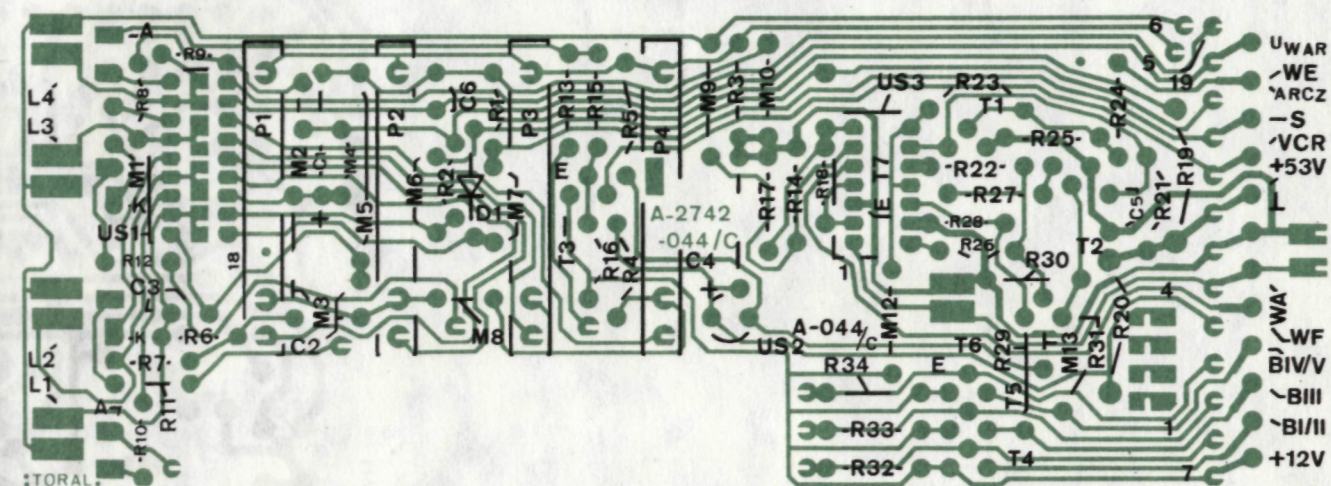 L4
L3
M1
K
US1
R12
C3
L
K
R7
L2
L1
A
R10
R11
TORAL
A
R9
R8
18
R6
P1
M2
C1
M4
M5
M3
C2
P2
M6
C6
R2
R1
D1
M7
M8
P3
R13
R15
R5
E
T3
R16
R4
P4
A-2742
-044/C
C4
US2
M9
R3
M10
R17
R14
R18
US3
T7
E
1
M12
A-044
/C
R34
R33
R32
R23
T1
R25
R22
R27
R28
R26
R30
R24
C5
R21
R19
T2
R20
R31
M13
T
R29
T6
E
T5
T4
6
5
19
4
1
7
UWAR
WE
ARCz
S
VCR
+53V
WA
WF
BIV/V
BIII
BI/II
+12V